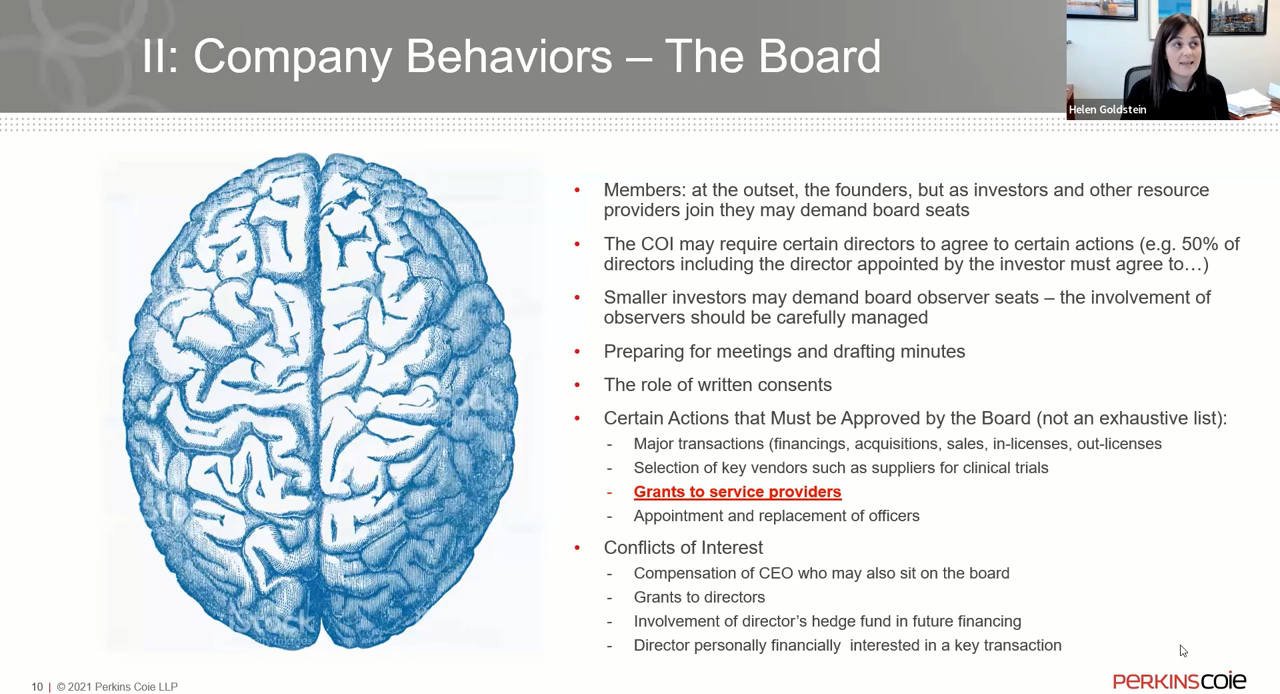 II: Company Behaviors – The Board
Helen Goldstein
• Members: at the outset, the founders, but as investors and other resource
providers join they may demand board seats
• The COI may require certain directors to agree to certain actions (e.g. 50% of
directors including the director appointed by the investor must agree to…)
• Smaller investors may demand board observer seats – the involvement of
observers should be carefully managed
• Preparing for meetings and drafting minutes
• The role of written consents
• Certain Actions that Must be Approved by the Board (not an exhaustive list):
- Major transactions (financings, acquisitions, sales, in-licenses, out-licenses
- Selection of key vendors such as suppliers for clinical trials
- Grants to service providers
- Appointment and replacement of officers
• Conflicts of Interest
- Compensation of CEO who may also sit on the board
- Grants to directors
- Involvement of director’s hedge fund in future financing
- Director personally financially  interested in a key transaction
iStock
10 | © 2021 Perkins Coie LLP
PERKINSCOIE